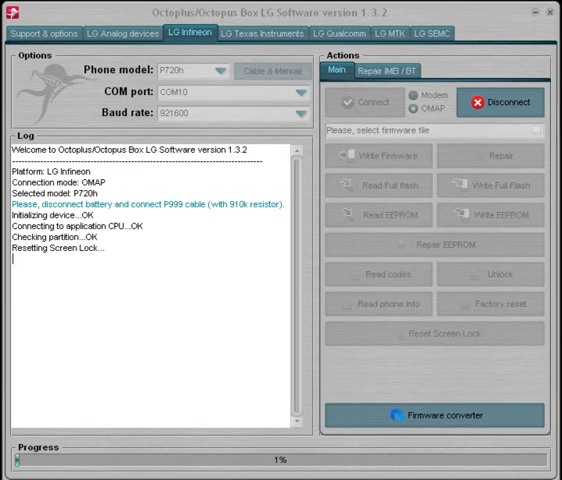 Octoplus/Octopus Box LG Software version 1.3.2
Support & options
LG Analog devices
LG Infineon
LG Texas Instruments
LG Qualcomm
LG MTK
LG SEMC
Options
Phone model:
P720h
Cable & Manual
COM port:
COM10
Baud rate:
921600
Log
Welcome to Octoplus/Octopus Box LG Software version 1.3.2
Platform: LG Infineon
Connection mode: OMAP
Selected model: P720h
Please, disconnect battery and connect P999 cable (with 910k resistor).
Initializing device...OK
Connecting to application CPU...OK
Checking partition...OK
Resetting Screen Lock...
Actions
Main
Repair IMEI / BT
Connect
Modem
OMAP
Disconnect
Please, select firmware file
Write Firmware
Repair
Read Full flash
Write Full Flash
Read EEPROM
Write EEPROM
Repair EEPROM
Read codes
Unlock
Read phone info
Factory reset
Reset Screen Lock
Firmware converter
Progress
1%